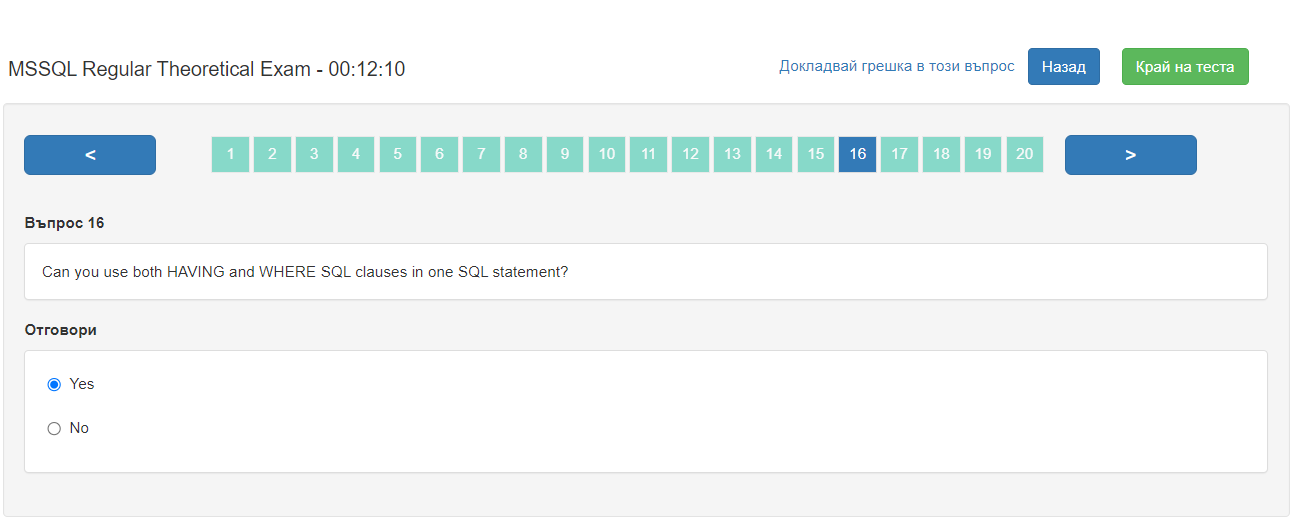 MSSQL Regular Theoretical Exam - 00:12:10
Докладвай грешка в този въпрос
Назад
Край на теста
< 1 2 3 4 5 6 7 8 9 10 11 12 13 14 15 16 17 18 19 20 >
Въпрос 16
Can you use both HAVING and WHERE SQL clauses in one SQL statement?
Отговори
Yes
No